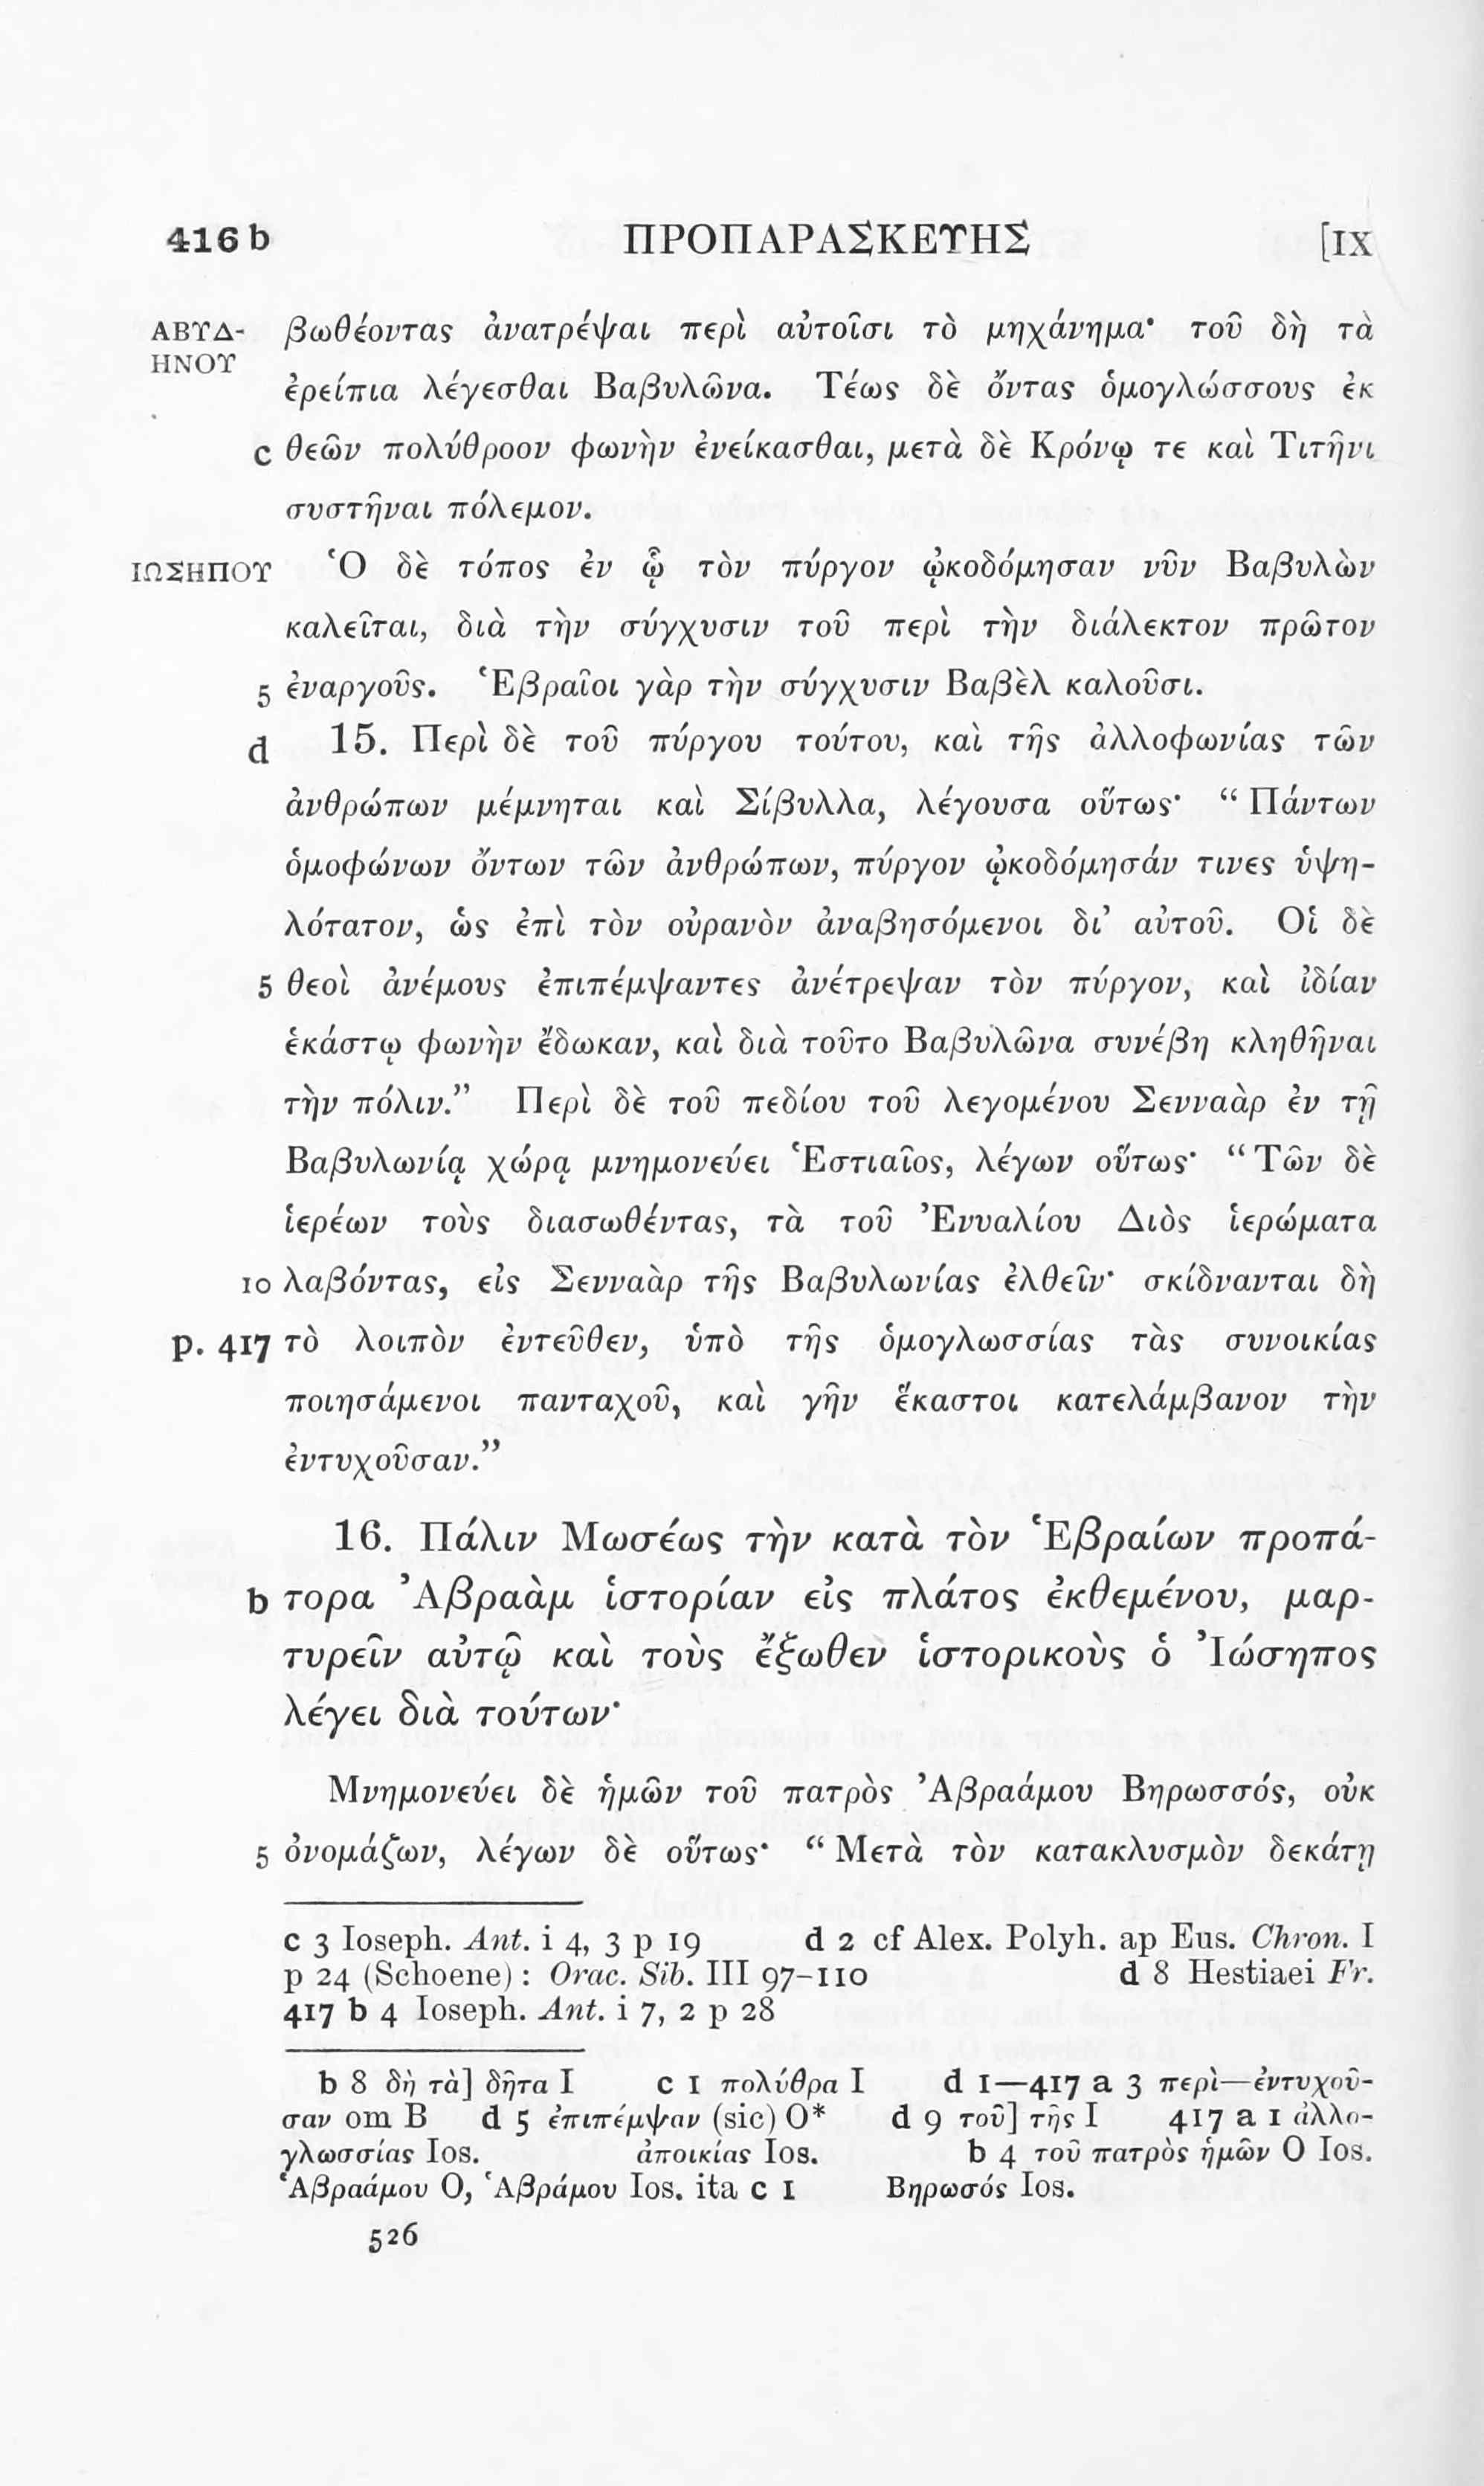 416 b ΠΡΟΠΑΡΑΣΚΕΥΗΣ [IX
ΑΒΥΔ- βωθέοντας ἀνατρέψαι περὶ αὐτοῖσι τὸ μηχάνημα· τοῦ δὴ τὰ
ΗΝΟΥ
ἐρείπια λέγεσθαι Βαβυλῶνα. Τέως δὲ ὄντας ὁμογλώσσους ἐκ
c θεῶν πολύθροον φωνὴν ἐνείκασθαι, μετὰ δὲ Κρόνῳ τε καὶ Τιτῆνι
συστῆναι πόλεμον.
ΙΩΣΗΠΟΥ Ὁ δὲ τόπος ἐν ᾧ τὸν πύργον ᾠκοδόμησαν νῦν Βαβυλὼν
καλεῖται, διὰ τὴν σύγχυσιν τοῦ περὶ τὴν διάλεκτον πρῶτον
5 ἐναργοῦς. Ἑβραῖοι γὰρ τὴν σύγχυσιν Βαβὲλ καλοῦσι.
d 15. Περὶ δὲ τοῦ πύργου τούτου, καὶ τῆς ἀλλοφωνίας τῶν
ἀνθρώπων μέμνηται καὶ Σίβυλλα, λέγουσα οὕτως· “Πάντων
ὁμοφώνων ὄντων τῶν ἀνθρώπων, πύργον ᾠκοδόμησάν τινες ὑψη-
λότατον, ὡς ἐπὶ τὸν οὐρανὸν ἀναβησόμενοι δι’ αὐτοῦ. Οἱ δὲ
5 θεοὶ ἀνέμους ἐπιπέμψαντες ἀνέτρεψαν τὸν πύργον, καὶ ἰδίαν
ἑκάστῳ φωνὴν ἔδωκαν, καὶ διὰ τοῦτο Βαβυλῶνα συνέβη κληθῆναι
τὴν πόλιν.” Περὶ δὲ τοῦ πεδίου τοῦ λεγομένου Σενναὰρ ἐν τῇ
Βαβυλωνίᾳ χώρᾳ μνημονεύει Ἑστιαῖος, λέγων οὕτως· “Τῶν δὲ
ἱερέων τοὺς διασωθέντας, τὰ τοῦ Ἐνυαλίου Διὸς ἱερώματα
10 λαβόντας, εἰς Σενναὰρ τῆς Βαβυλωνίας ἐλθεῖν· σκίδνανται δὴ
p. 417 τὸ λοιπὸν ἐντεῦθεν, ὑπὸ τῆς ὁμογλωσσίας τὰς συνοικίας
ποιησάμενοι πανταχοῦ, καὶ γῆν ἕκαστοι κατελάμβανον τὴν
ἐντυχοῦσαν.”
16. Πάλιν Μωσέως τὴν κατὰ τὸν Ἑβραίων προπά-
b τορα Ἀβραὰμ ἱστορίαν εἰς πλάτος ἐκθεμένου, μαρ-
τυρεῖν αὐτῷ καὶ τοὺς ἔξωθεν ἱστορικοὺς ὁ Ἰώσηπος
λέγει διὰ τούτων·
Μνημονεύει δὲ ἡμῶν τοῦ πατρὸς Ἀβραάμου Βηρωσσός, οὐκ
5 ὀνομάζων, λέγων δὲ οὕτως· “Μετὰ τὸν κατακλυσμὸν δεκάτῃ
c 3 Ioseph. Ant. i 4, 3 p 19 d 2 cf Alex. Polyh. ap Eus. Chron. I
p 24 (Schoene): Orac. Sib. III 97–110 d 8 Hestiaei Fr.
417 b 4 Ioseph. Ant. i 7, 2 p 28
b 8 δὴ τὰ] δῆτα I c 1 πολύθρα I d 1—417 a 3 περὶ—ἐντυχοῦ-
σαν om B d 5 ἐπιπέμψαν (sic) O* d 9 τοῦ] τῆς I 417 a 1 ἀλλο-
γλωσσίας Ios. ἀποικίας Ios. b 4 τοῦ πατρὸς ἡμῶν O Ios.
Ἁβραάμου O, Ἁβράμου Ios. ita c 1 Βηρωσός Ios.
526